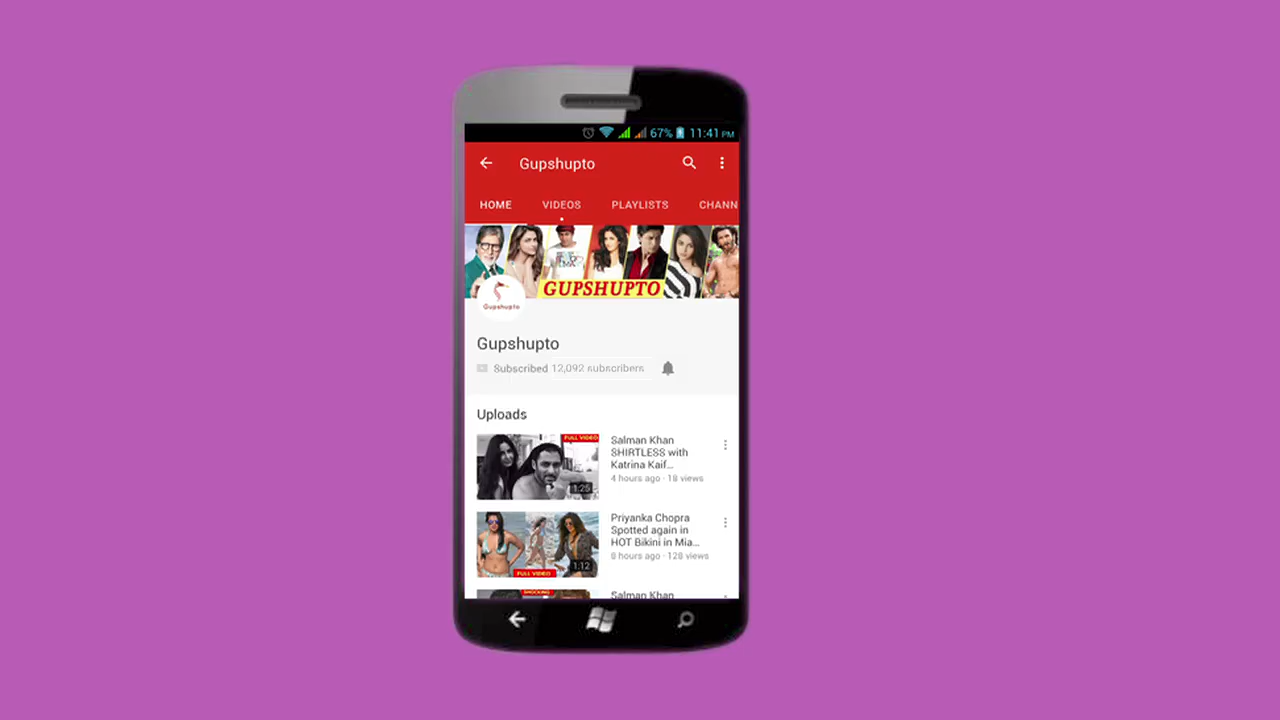 67% 11:41 PM
Gupshupto
HOME VIDEOS PLAYLISTS CHANN
GUPSHUPTO
Gupshupto
Gupshupto
Subscribed 12,092 subscribers
Uploads
FULL VIDEO
1:25
Salman Khan
SHIRTLESS with
Katrina Kaif...
4 hours ago · 18 views
FULL VIDEO
1:12
Priyanka Chopra
Spotted again in
HOT Bikini in Mia...
8 hours ago · 128 views
SHOCKING
Salman Khan